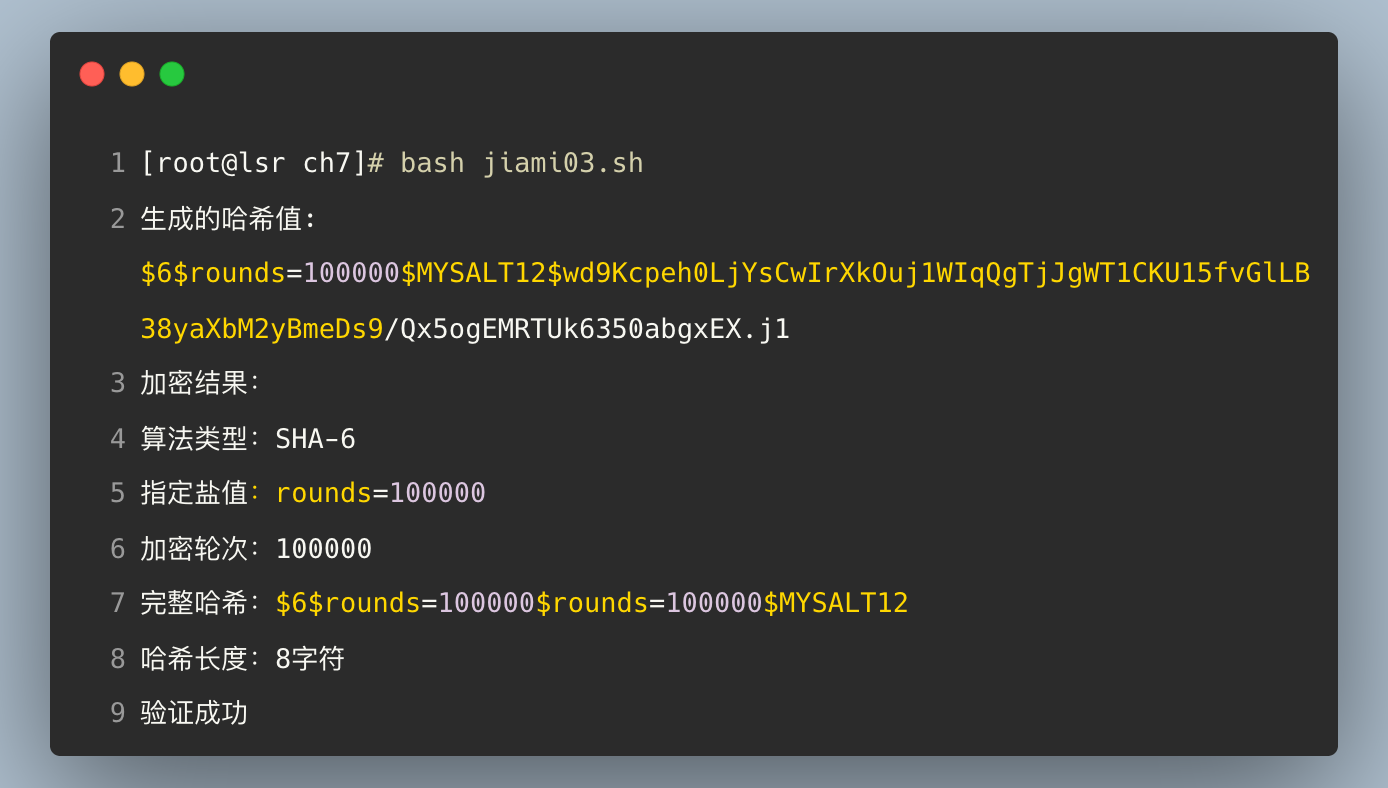 1 [root@lsr ch7]# bash jiami03.sh
2 生成的哈希值:
$6$rounds=100000$MYSALT12$wd9Kcpeh0LjYsCwIrXkOuj1WIqQgTjJgWT1CKU15fvGlLB
38yaXbM2yBmeDs9/Qx5ogEMRTUk6350abgxEX.j1
3 加密结果:
4 算法类型: SHA-6
5 指定盐值: rounds=100000
6 加密轮次: 100000
7 完整哈希: $6$rounds=100000$rounds=100000$MYSALT12
8 哈希长度: 8字符
9 验证成功